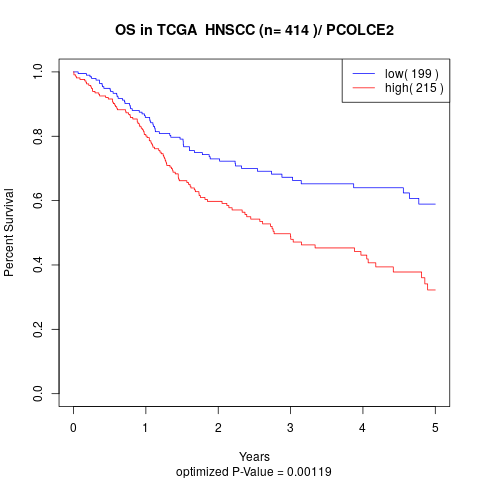 OS in TCGA HNSCC (n= 414 )/ PCOLCE2
low( 199 )
high( 215 )
Percent Survival
1.0
0.8
0.6
0.4
0.2
0.0
0 1 2 3 4 5
Years
optimized P-Value = 0.00119